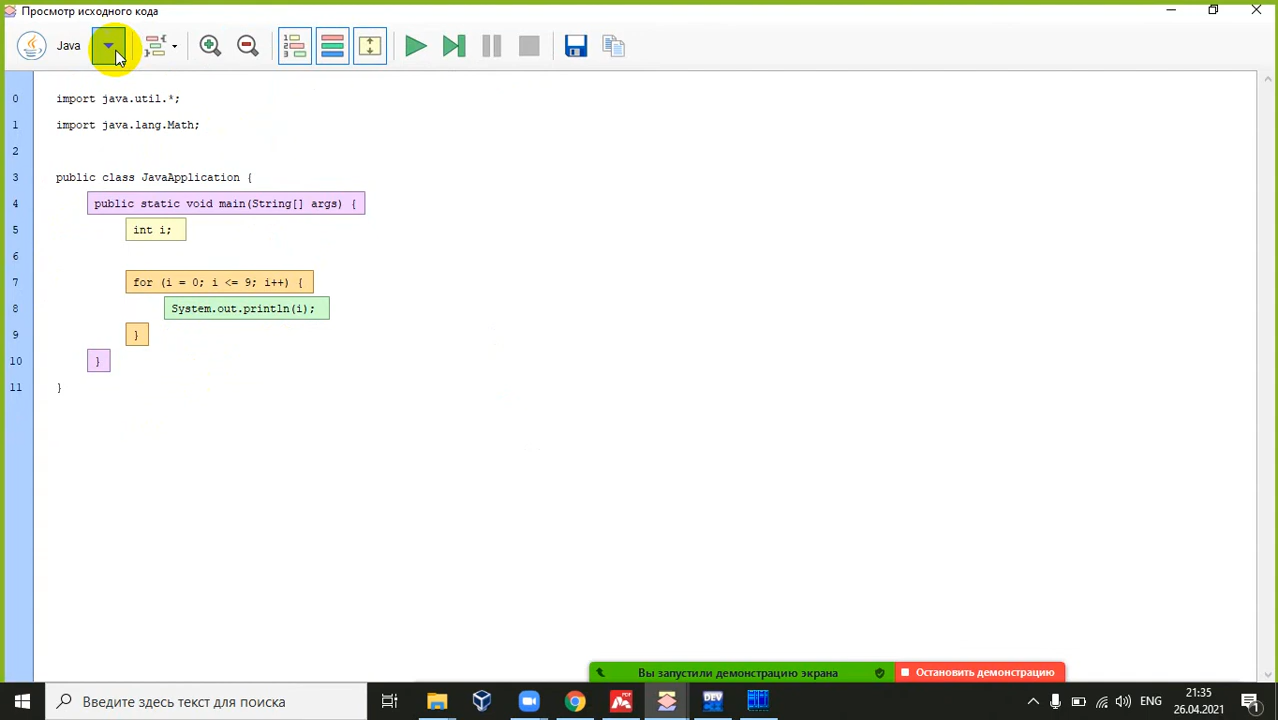 Просмотр исходного кода
Java
0 import java.util.*;
1 import java.lang.Math;
2
3 public class JavaApplication {
4 public static void main(String[] args) {
5 int i;
6
7 for (i = 0; i <= 9; i++) {
8 System.out.println(i);
9 }
10 }
11 }
Вы запустили демонстрацию экрана
Остановить демонстрацию
Введите здесь текст для поиска
ENG
21:35
26.04.2021